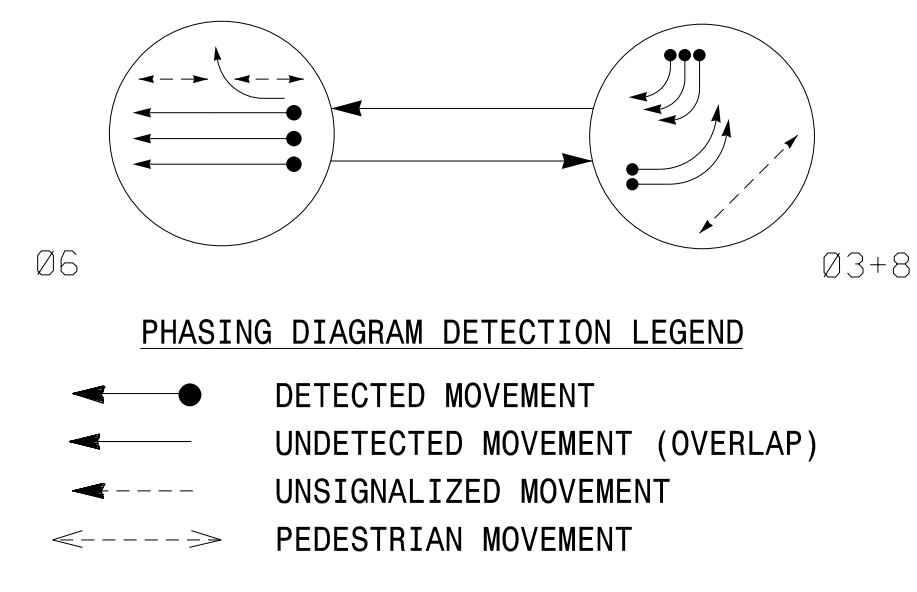 Ø6
Ø3+8
PHASING DIAGRAM DETECTION LEGEND
DETECTED MOVEMENT
UNDETECTED MOVEMENT (OVERLAP)
UNSIGNALIZED MOVEMENT
PEDESTRIAN MOVEMENT